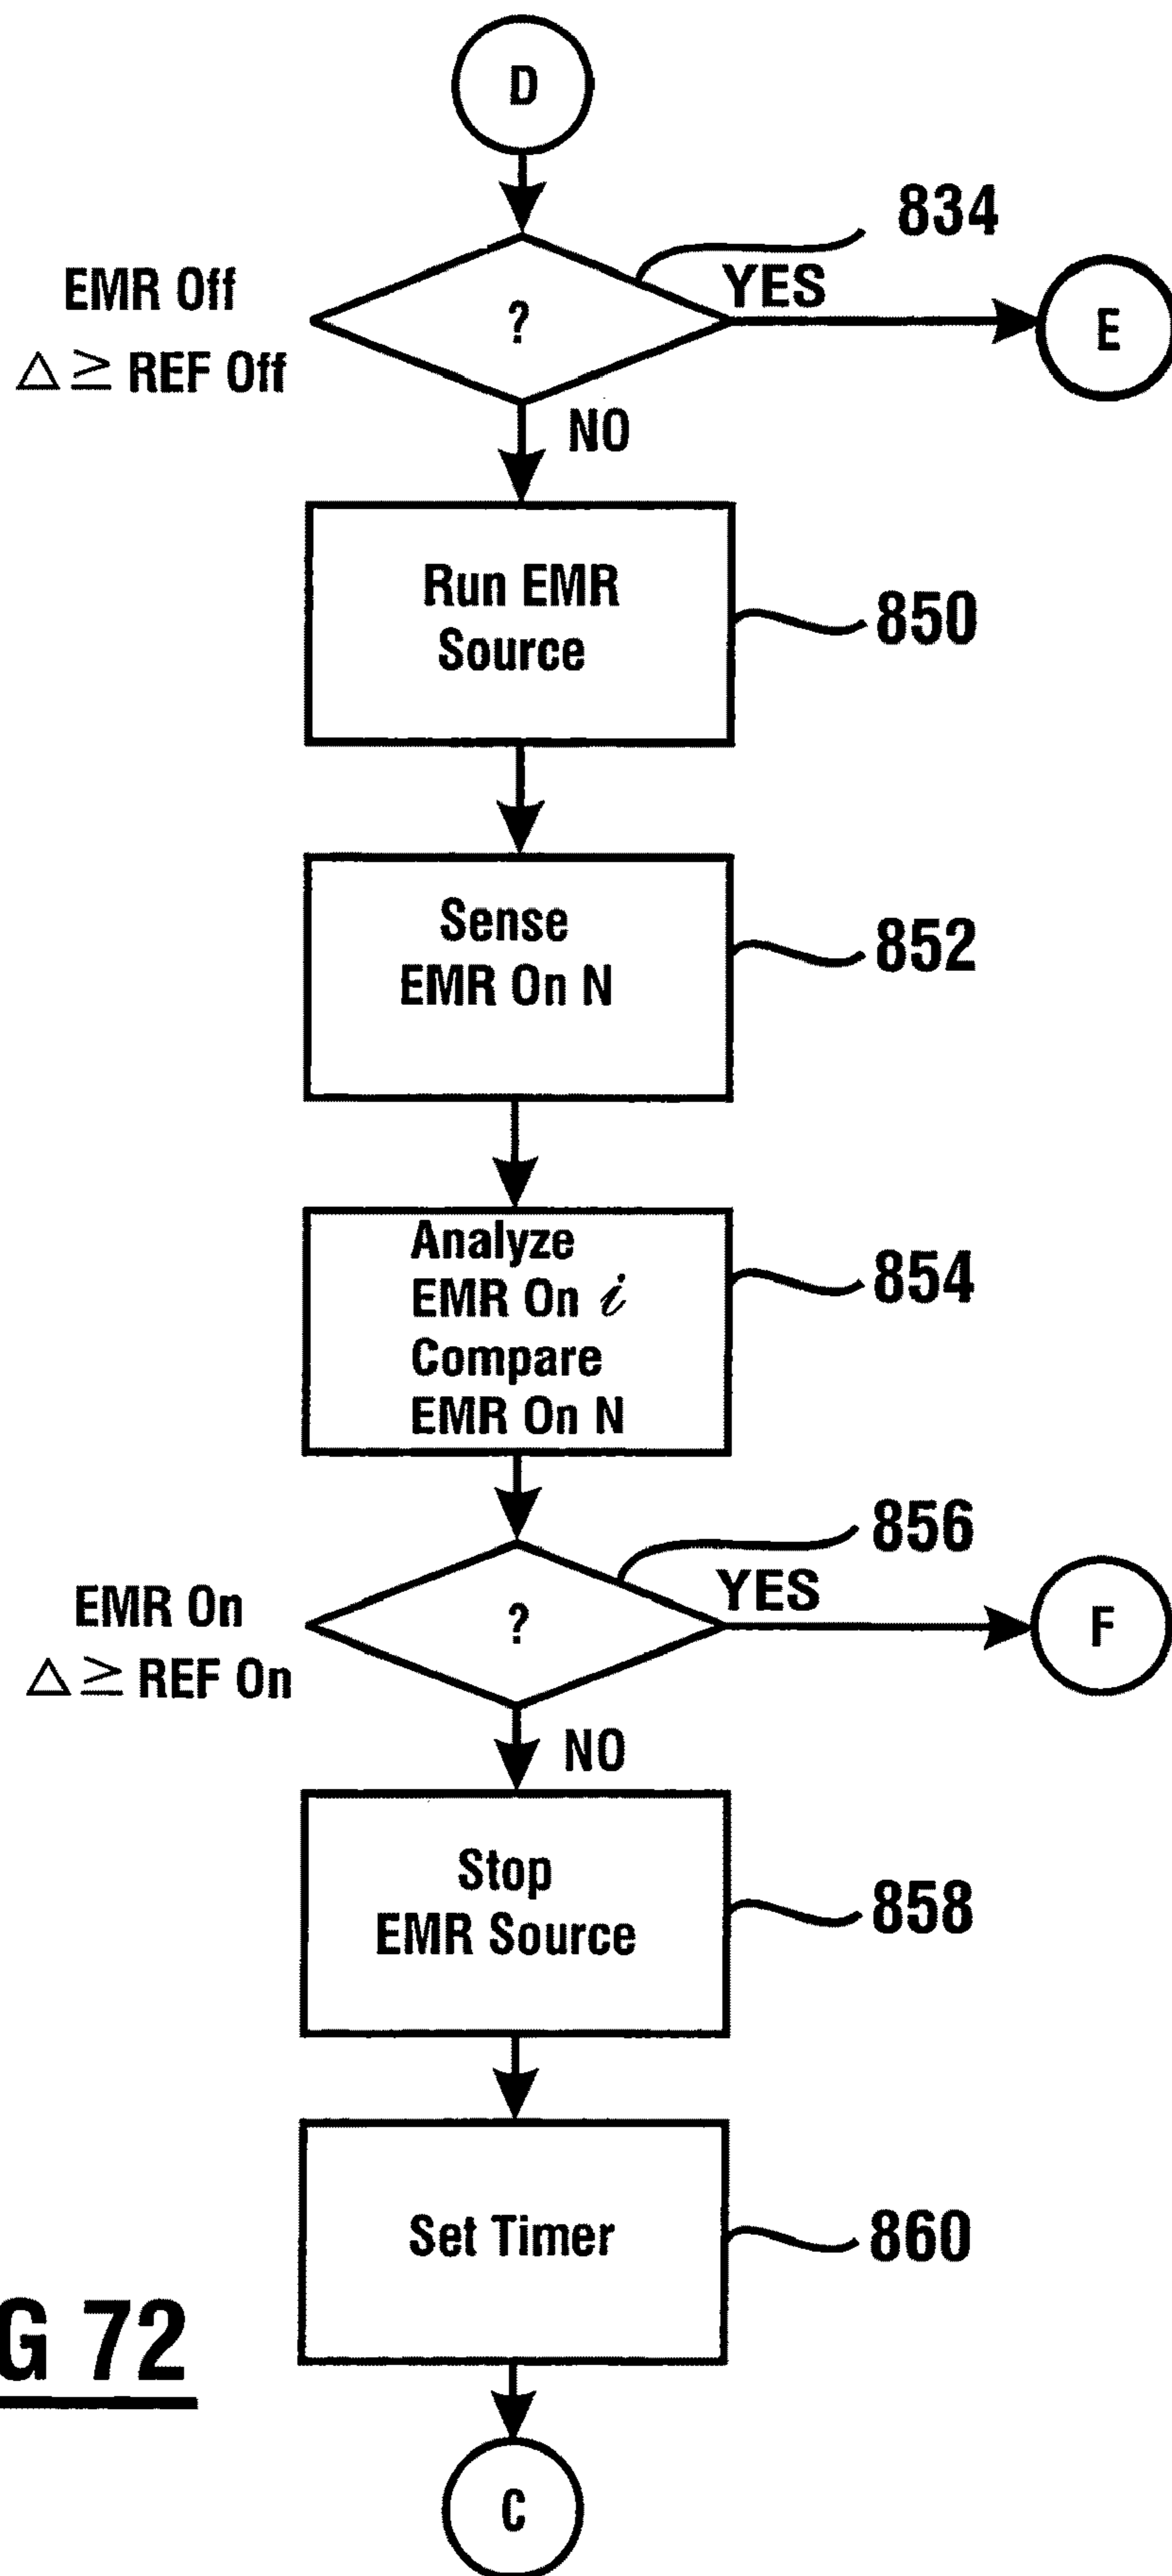 D
834
EMR Off
△ ≥ REF Off
?
YES
E
NO
Run EMR
Source
850
Sense
EMR On N
852
Analyze
EMR On i
Compare
EMR On N
854
856
EMR On
△ ≥ REF On
?
YES
F
NO
Stop
EMR Source
858
Set Timer
860
G 72
C